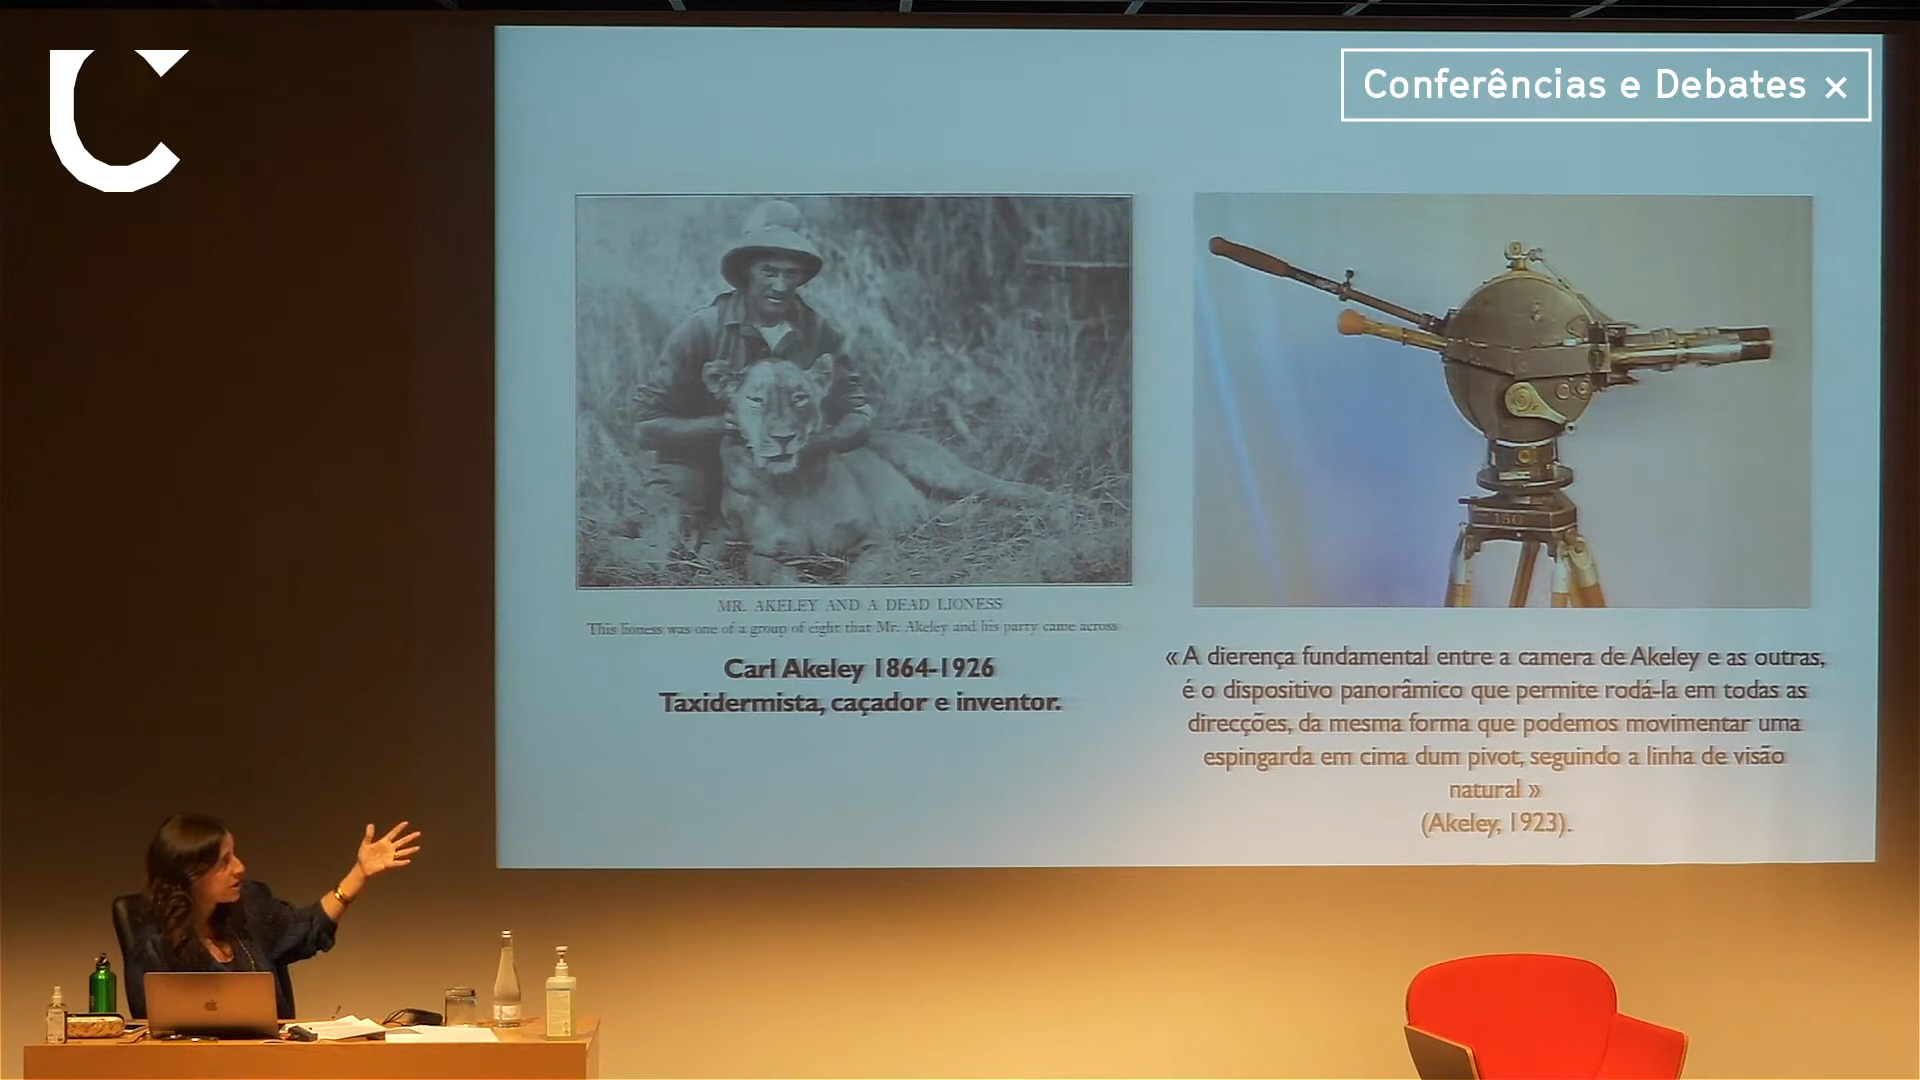 Conferências e Debates ×
MR. AKELEY AND A DEAD LIONESS
This lioness was one of a group of eight that Mr. Akeley and his party came across
Carl Akeley 1864-1926
Taxidermista, caçador e inventor.
150
« A dierença fundamental entre a camera de Akeley e as outras,
é o dispositivo panorâmico que permite rodá-la em todas as
direcções, da mesma forma que podemos movimentar uma
espingarda em cima dum pivot, seguindo a linha de visão
natural »
(Akeley, 1923).